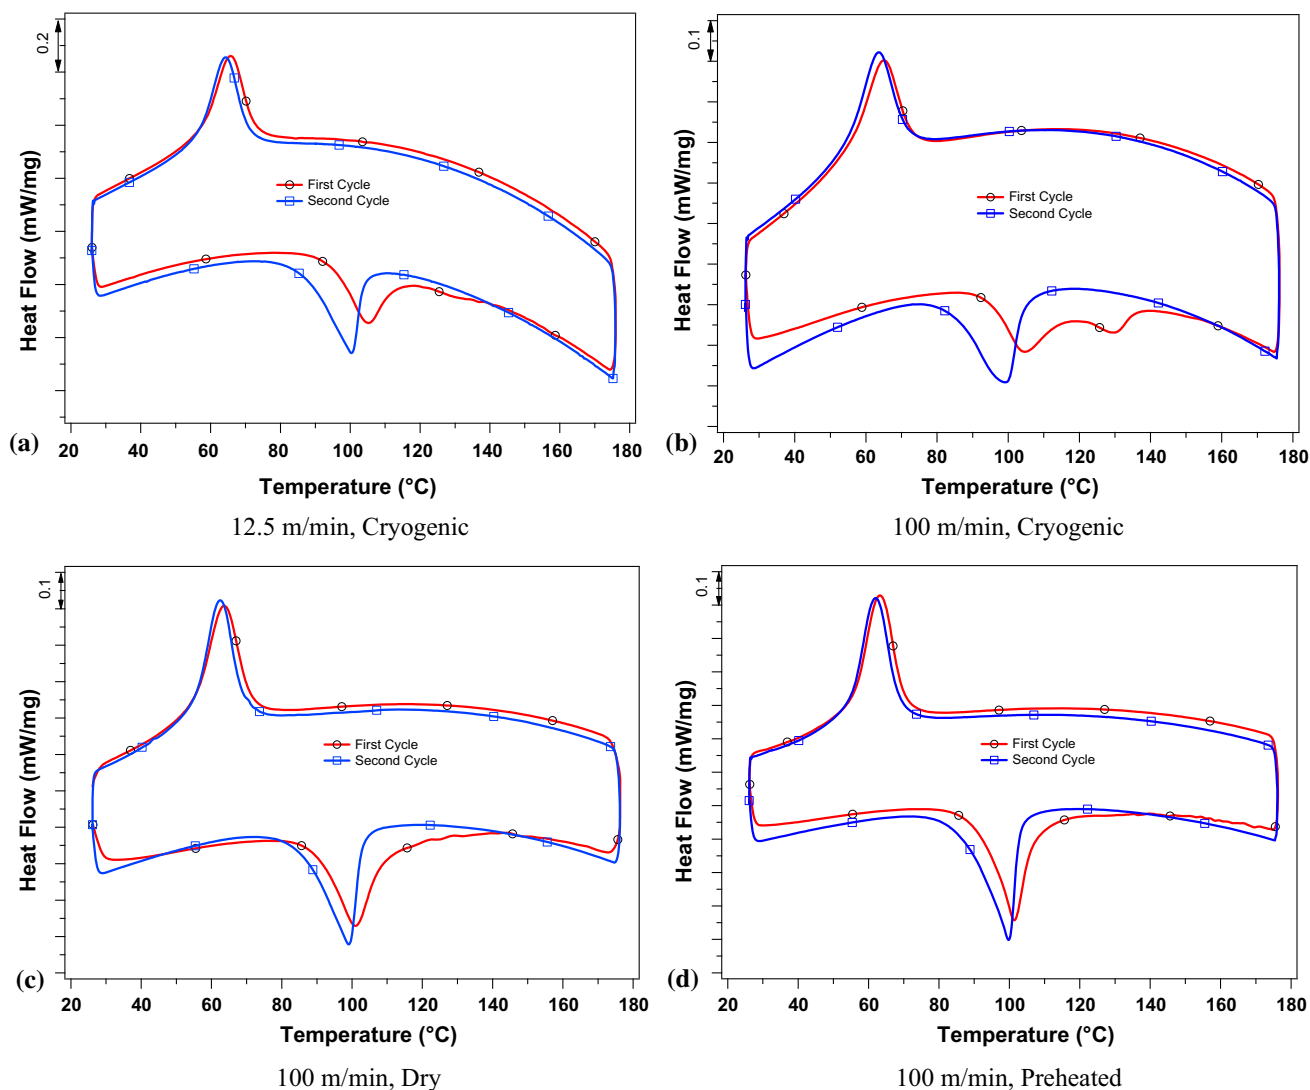 0.2
Heat Flow (mW/mg)
First Cycle
Second Cycle
(a)
20 40 60 80 100 120 140 160 180
Temperature (°C)
12.5 m/min, Cryogenic
0.1
Heat Flow (mW/mg)
First Cycle
Second Cycle
(b)
20 40 60 80 100 120 140 160 180
Temperature (°C)
100 m/min, Cryogenic
0.1
Heat Flow (mW/mg)
First Cycle
Second Cycle
(c)
20 40 60 80 100 120 140 160 180
Temperature (°C)
100 m/min, Dry
0.1
Heat Flow (mW/mg)
First Cycle
Second Cycle
(d)
20 40 60 80 100 120 140 160 180
Temperature (°C)
100 m/min, Preheated